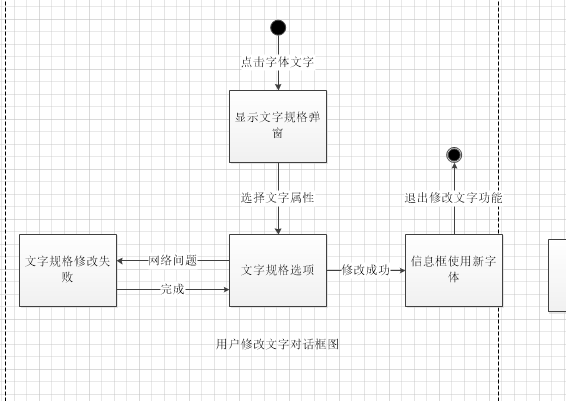 点击字体文字
显示文字规格弹
窗
选择文字属性
退出修改文字功能
文字规格修改失
败
网络问题
完成
文字规格选项
修改成功
信息框使用新字
体
用户修改文字对话框图